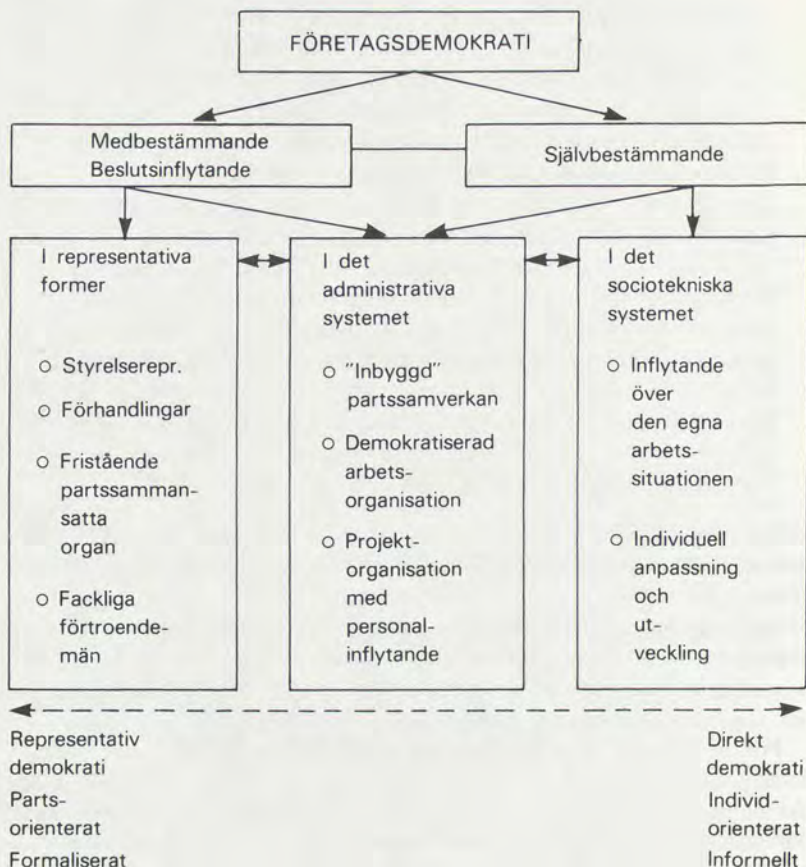 FÖRETAGSDEMOKRATI
Medbestämmande
Beslutsinflytande
Självbestämmande
I representativa
former
○ Styrelserepr.
○ Förhandlingar
○ Fristående
partssamman-
satta
organ
○ Fackliga
förtroende-
män
I det
administrativa
systemet
○ "Inbyggd"
partssamverkan
○ Demokratiserad
arbets-
organisation
○ Projekt-
organisation
med
personal-
inflytande
I det
sociotekniska
systemet
○ Inflytande
över
den egna
arbets-
situationen
○ Individuell
anpassning
och
ut-
veckling
Representativ
demokrati
Parts-
orienterat
Formaliserat
Direkt
demokrati
Individ-
orienterat
Informellt